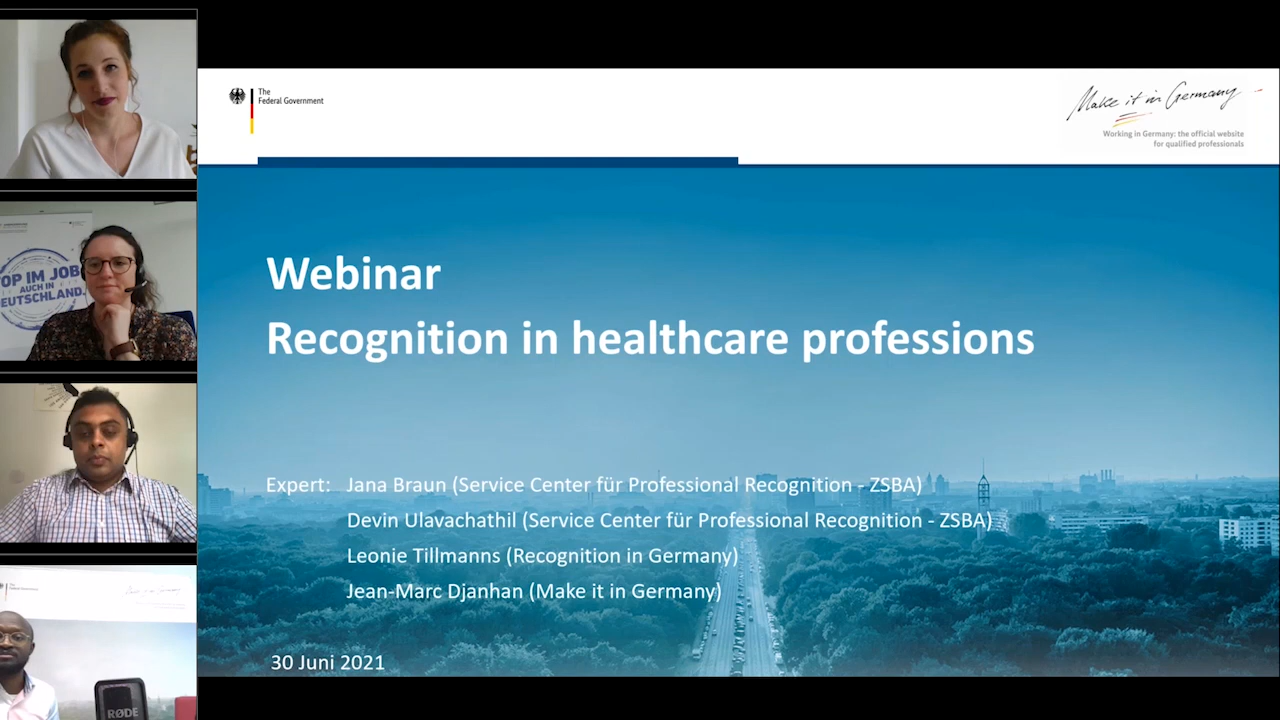 The
Federal Government
Make it in Germany
Working in Germany: the official website
for qualified professionals
Webinar
Recognition in healthcare professions
Expert: Jana Braun (Service Center für Professional Recognition - ZSBA)
Devin Ulavachathil (Service Center für Professional Recognition - ZSBA)
Leonie Tillmanns (Recognition in Germany)
Jean-Marc Djanhan (Make it in Germany)
30 Juni 2021
OP IM JOB
AUCH IN
EUTSCHLAND.
The
Federal Government
RØDE